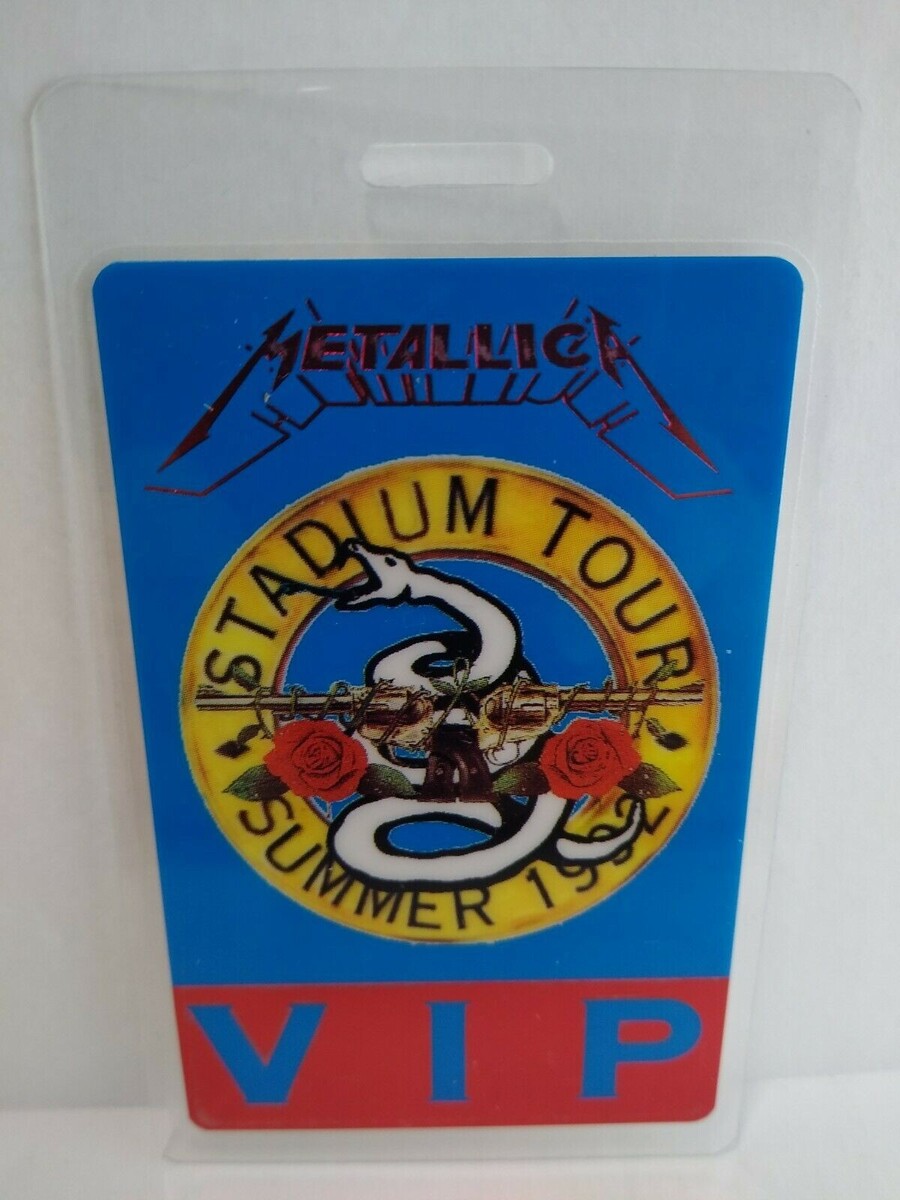 METALLICA
STADIUM TOUR
SUMMER 1992
VIP